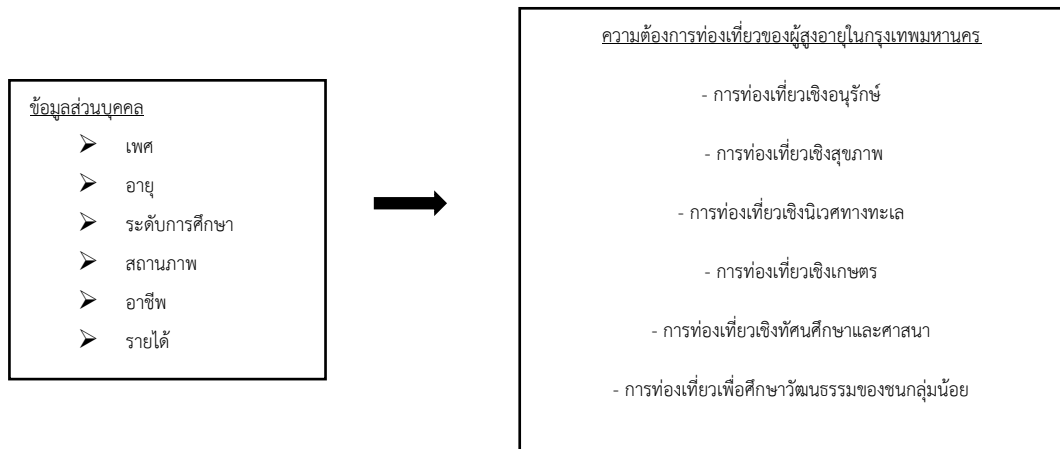 ข้อมูลส่วนบุคคล
➢ เพศ
➢ อายุ
➢ ระดับการศึกษา
➢ สถานภาพ
➢ อาชีพ
➢ รายได้
ความต้องการท่องเที่ยวของผู้สูงอายุในกรุงเทพมหานคร
- การท่องเที่ยวเชิงอนุรักษ์
- การท่องเที่ยวเชิงสุขภาพ
- การท่องเที่ยวเชิงนิเวศทางทะเล
- การท่องเที่ยวเชิงเกษตร
- การท่องเที่ยวเชิงทัศนศึกษาและศาสนา
- การท่องเที่ยวเพื่อศึกษาวัฒนธรรมของชนกลุ่มน้อย